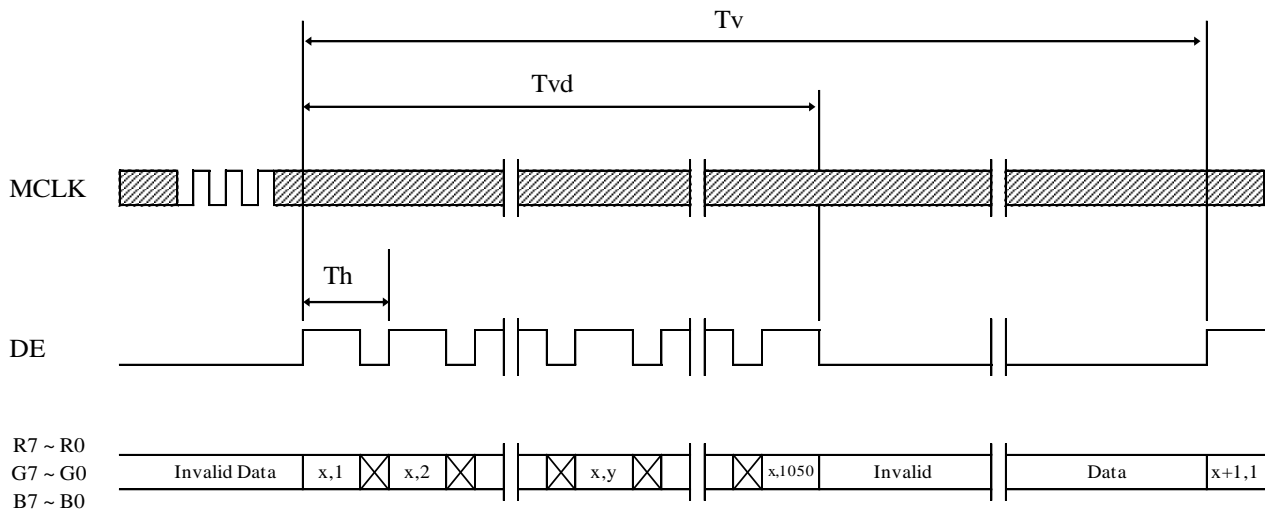 Tv
Tvd
MCLK
Th
DE
R7 ~ R0
G7 ~ G0
B7 ~ B0
Invalid Data x,1 x,2 x,y x,1050 Invalid Data x+1,1